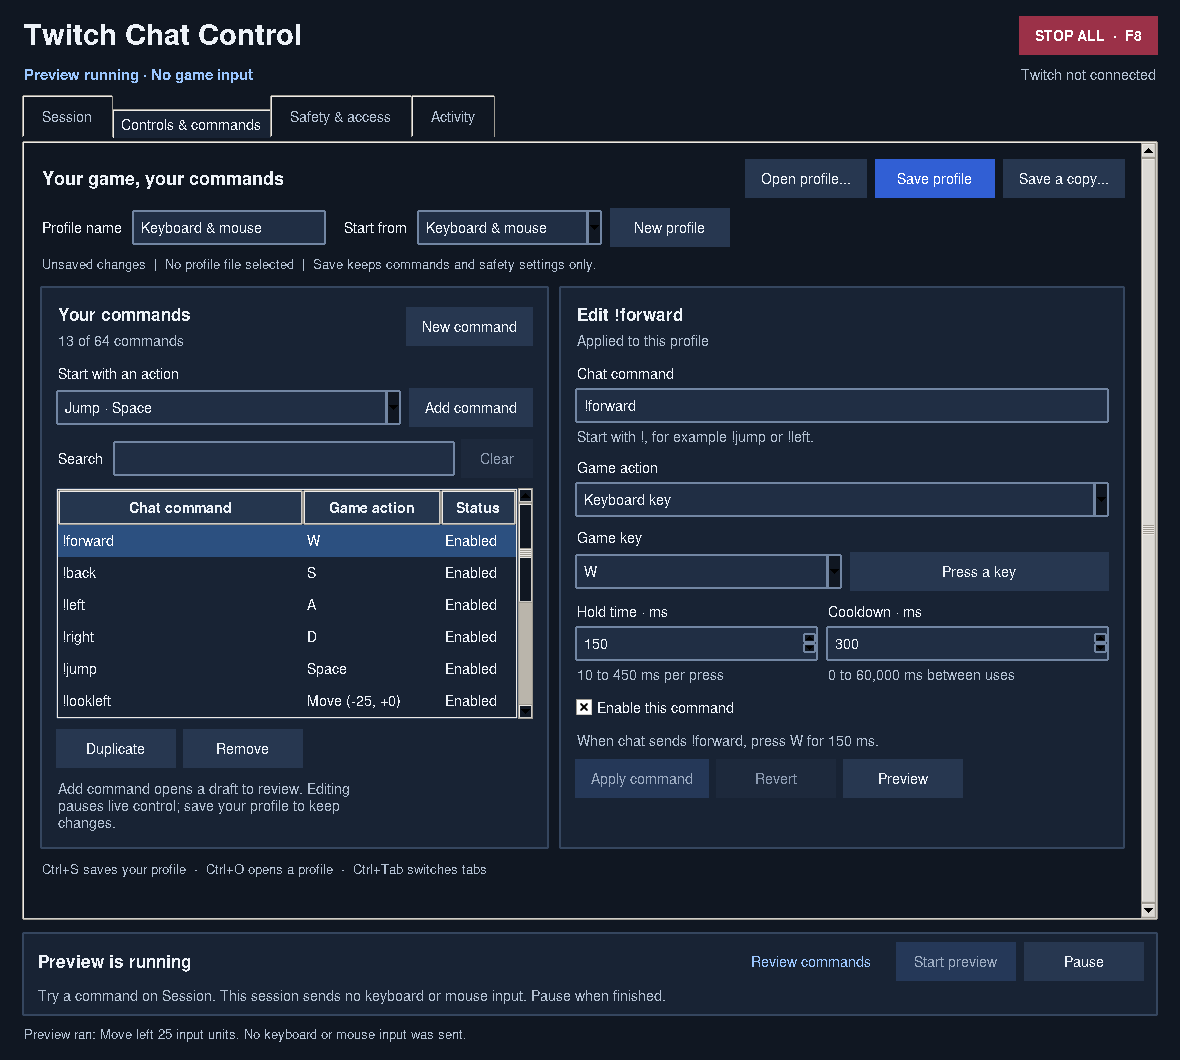 Twitch Chat Control
STOP ALL · F8
Preview running · No game input
Twitch not connected
Session
Controls & commands
Safety & access
Activity
Your game, your commands
Open profile...
Save profile
Save a copy...
Profile name
Keyboard & mouse
Start from
Keyboard & mouse
New profile
Unsaved changes | No profile file selected | Save keeps commands and safety settings only.
Your commands
13 of 64 commands
New command
Start with an action
Jump · Space
Add command
Search
Clear
Chat command Game action Status
!forward W Enabled
!back S Enabled
!left A Enabled
!right D Enabled
!jump Space Enabled
!lookleft Move (-25, +0) Enabled
Duplicate
Remove
Add command opens a draft to review. Editing
pauses live control; save your profile to keep
changes.
Edit !forward
Applied to this profile
Chat command
!forward
Start with !, for example !jump or !left.
Game action
Keyboard key
Game key
W
Press a key
Hold time · ms
Cooldown · ms
150
300
10 to 450 ms per press
0 to 60,000 ms between uses
Enable this command
When chat sends !forward, press W for 150 ms.
Apply command
Revert
Preview
Ctrl+S saves your profile · Ctrl+O opens a profile · Ctrl+Tab switches tabs
Preview is running
Review commands
Start preview
Pause
Try a command on Session. This session sends no keyboard or mouse input. Pause when finished.
Preview ran: Move left 25 input units. No keyboard or mouse input was sent.